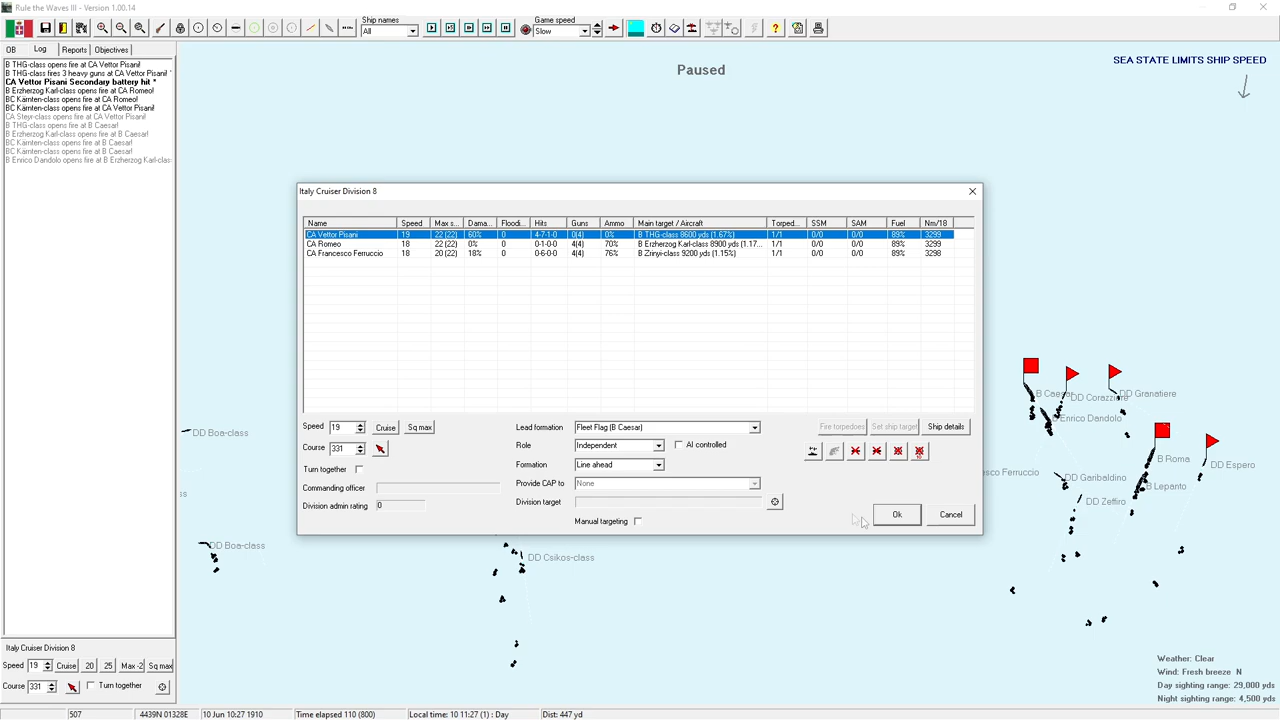 Rule the Waves III - Version 1.00.14
Ship names
All
Game speed
Slow
OB Log Reports Objectives
B THG-class opens fire at CA Vettor Pisani!
B THG-class fires 3 heavy guns at CA Vettor Pisani!
CA Vettor Pisani Secondary battery hit *
B Erzherzog Karl-class opens fire at CA Romeo!
BC Kärnten-class opens fire at CA Romeo!
BC Kärnten-class opens fire at CA Vettor Pisani!
CA Steyr-class opens fire at CA Vettor Pisani!
B THG-class opens fire at B Caesar!
B Erzherzog Karl-class opens fire at B Caesar!
BC Kärnten-class opens fire at B Caesar!
BC Kärnten-class opens fire at B Caesar!
B Enrico Dandolo opens fire at B Erzherzog Karl-clas
Paused
SEA STATE LIMITS SHIP SPEED
Italy Cruiser Division 8
Name Speed Max s... Dama... Floodi... Hits Guns Ammo Main target / Aircraft Torped... SSM SAM Fuel Nm/18
CA Vettor Pisani 19 22 (22) 60% 0 4-7-1-0 0(4) 0% B THG-class 8600 yds (1.67%) 1/1 0/0 0/0 89% 3299
CA Romeo 18 22 (22) 0% 0 0-1-0-0 4(4) 70% B Erzherzog Karl-class 8900 yds (1.17... 1/1 0/0 0/0 89% 3299
CA Francesco Ferruccio 18 20 (22) 18% 0 0-6-0-0 4(4) 76% B Zrinyi-class 9200 yds (1.15%) 1/1 0/0 0/0 89% 3298
Speed 19 Cruise Sq max
Course 331
Turn together
Commanding officer
Division admin rating 0
Lead formation Fleet Flag (B Caesar)
Role Independent AI controlled
Formation Line ahead
Provide CAP to None
Division target
Manual targeting
Fire torpedoes Set ship target Ship details
Ok Cancel
DD Boa-class
ss
DD Boa-class
DD Csikos-class
B Caesar
DD Corazziere
DD Granatiere
B Enrico Dandolo
B Roma
DD Espero
esco Ferruccio
DD Garibaldino
B Lepanto
DD Zeffiro
Weather: Clear
Wind: Fresh breeze N
Day sighting range: 29,000 yds
Night sighting range: 4,500 yds
Italy Cruiser Division 8
Speed 19 Cruise 20 25 Max -2 Sq max
Course 331 Turn together
507 4439N 01328E 10 Jun 10:27 1910 Time elapsed 110 (800) Local time: 10 11:27 (1) : Day Dist: 447 yd